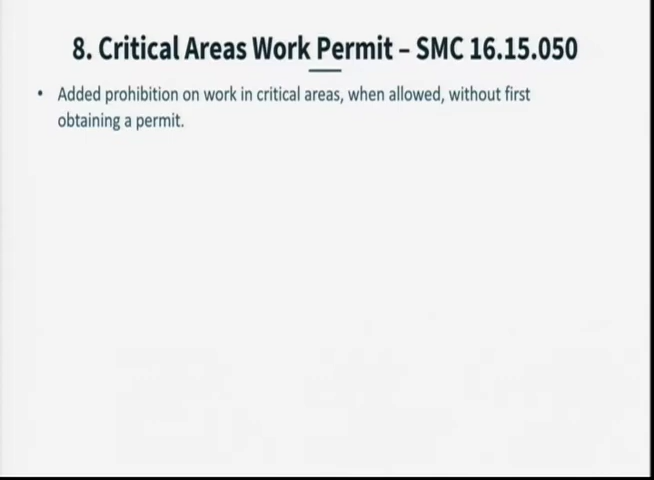 8. Critical Areas Work Permit – SMC 16.15.050
• Added prohibition on work in critical areas, when allowed, without first
obtaining a permit.